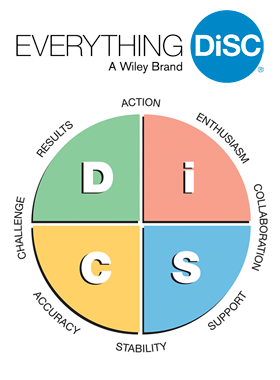 EVERYTHING DiSC®
A Wiley Brand
ACTION
RESULTS
ENTHUSIASM
D
i
CHALLENGE
COLLABORATION
C
S
ACCURACY
SUPPORT
STABILITY